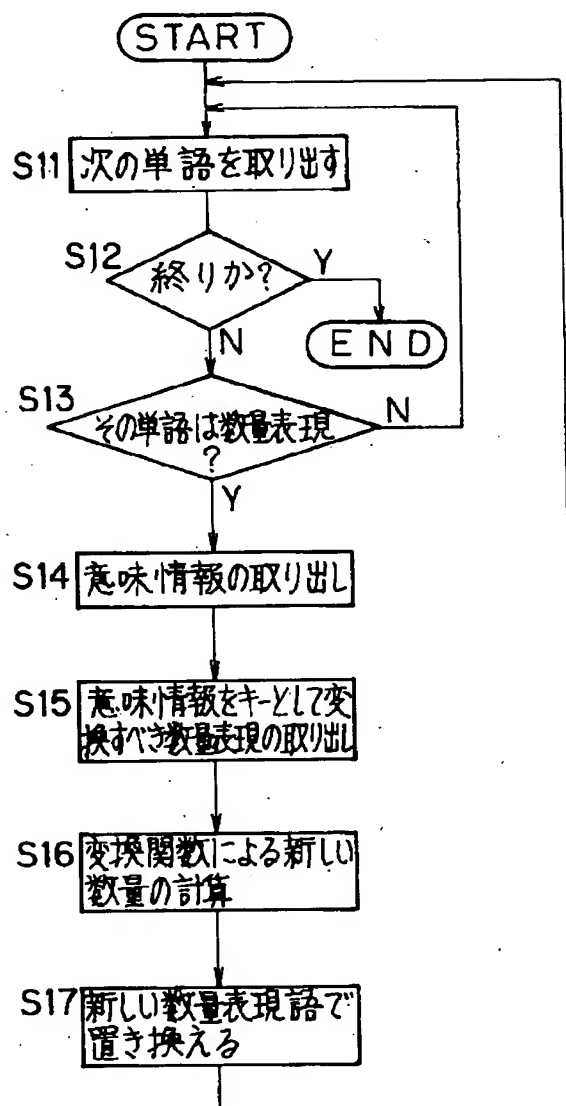 START
S11 次の単語を取り出す
S12 終りか?
Y
END
N
S13 その単語は数量表現
?
N
Y
S14 意味情報の取り出し
S15 意味情報をキーとして変
換すべき数量表現の取り出し
S16 変換関数による新しい
数量の計算
S17 新しい数量表現語で
置き換える